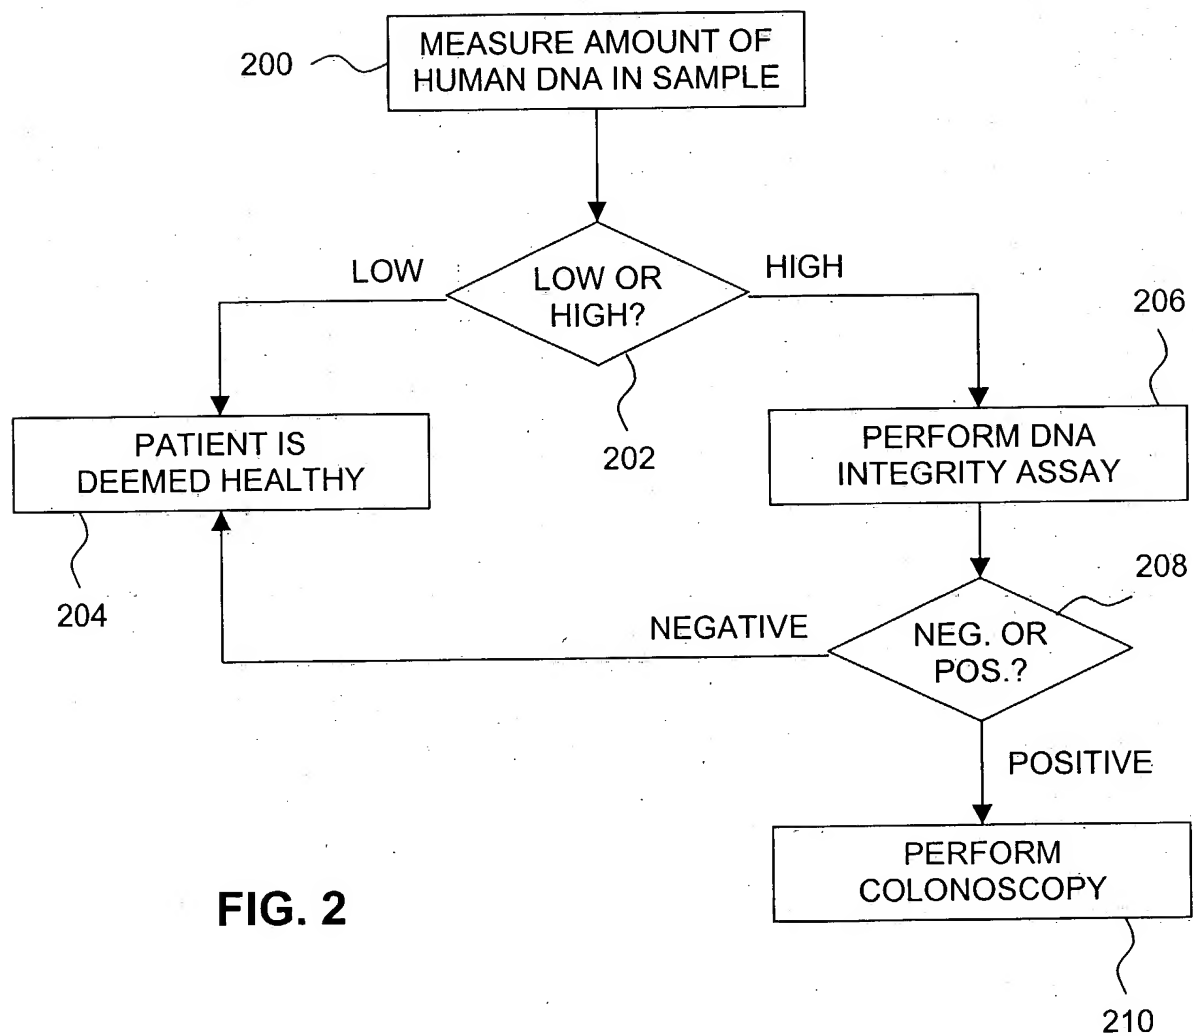 MEASURE AMOUNT OF
HUMAN DNA IN SAMPLE
200
LOW
LOW OR
HIGH?
HIGH
202
206
PATIENT IS
DEEMED HEALTHY
204
PERFORM DNA
INTEGRITY ASSAY
208
NEGATIVE
NEG. OR
POS.?
POSITIVE
PERFORM
COLONOSCOPY
FIG. 2
210